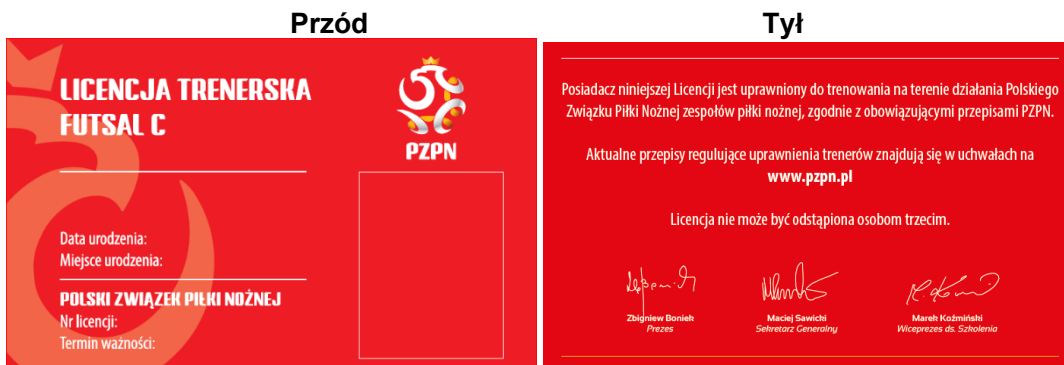 Przód
LICENCJA TRENERSKA
FUTSAL C
PZPN
Data urodzenia:
Miejsce urodzenia:
POLSKI ZWIĄZEK PIŁKI NOŻNEJ
Nr licencji:
Termin ważności:
Tył
Posiadacz niniejszej Licencji jest uprawniony do trenowania na terenie działania Polskiego
Związku Piłki Nożnej zespołów piłki nożnej, zgodnie z obowiązującymi przepisami PZPN.
Aktualne przepisy regulujące uprawnienia trenerów znajdują się w uchwałach na
www.pzpn.pl
Licencja nie może być odstąpiona osobom trzecim.
Zbigniew Boniek
Prezes
Maciej Sawicki
Sekretarz Generalny
Marek Koźmiński
Wiceprezes ds. Szkolenia